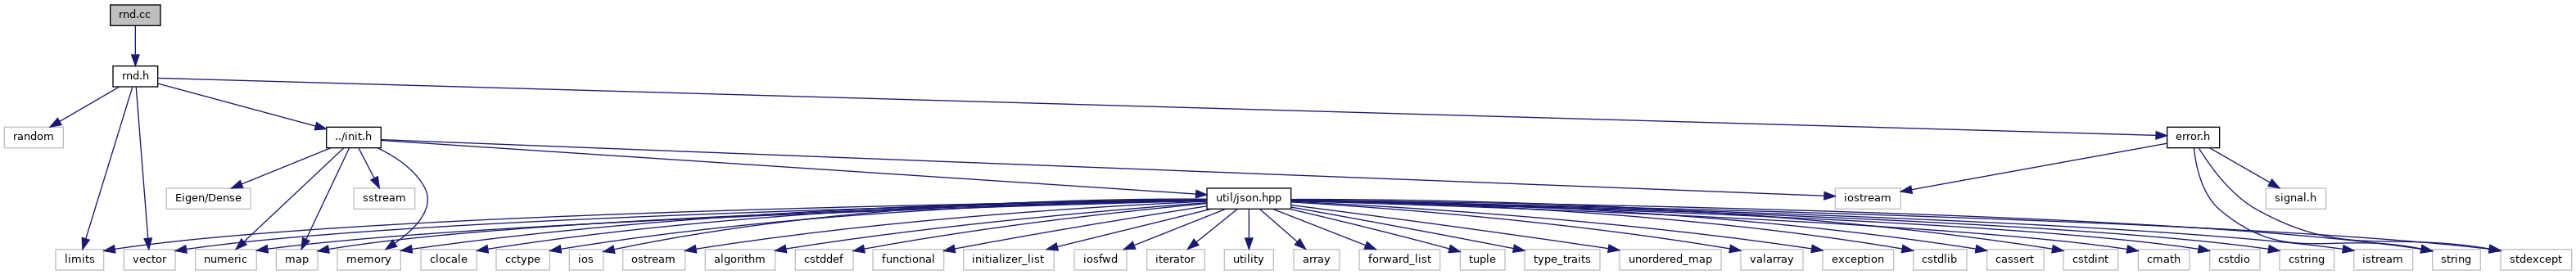 rnd.cc
rnd.h
random
../init.h
error.h
Eigen/Dense
sstream
util/json.hpp
iostream
signal.h
limits
vector
numeric
map
memory
clocale
cctype
ios
ostream
algorithm
cstddef
functional
initializer_list
iosfwd
iterator
utility
array
forward_list
tuple
type_traits
unordered_map
valarray
exception
cstdlib
cassert
cstdint
cmath
cstdio
cstring
istream
string
stdexcept